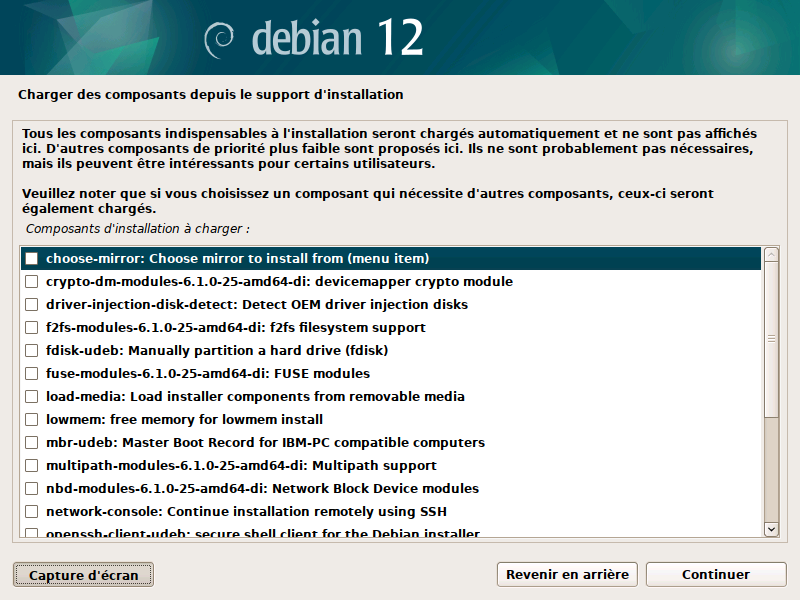 debian 12
Charger des composants depuis le support d'installation
Tous les composants indispensables à l'installation seront chargés automatiquement et ne sont pas affichés
ici. D'autres composants de priorité plus faible sont proposés ici. Ils ne sont probablement pas nécessaires,
mais ils peuvent être intéressants pour certains utilisateurs.
Veuillez noter que si vous choisissez un composant qui nécessite d'autres composants, ceux-ci seront
également chargés.
Composants d'installation à charger :
choose-mirror: Choose mirror to install from (menu item)
crypto-dm-modules-6.1.0-25-amd64-di: devicemapper crypto module
driver-injection-disk-detect: Detect OEM driver injection disks
f2fs-modules-6.1.0-25-amd64-di: f2fs filesystem support
fdisk-udeb: Manually partition a hard drive (fdisk)
fuse-modules-6.1.0-25-amd64-di: FUSE modules
load-media: Load installer components from removable media
lowmem: free memory for lowmem install
mbr-udeb: Master Boot Record for IBM-PC compatible computers
multipath-modules-6.1.0-25-amd64-di: Multipath support
nbd-modules-6.1.0-25-amd64-di: Network Block Device modules
network-console: Continue installation remotely using SSH
openssh-client-udeb: secure shell client for the Debian installer
Capture d'écran
Revenir en arrière
Continuer